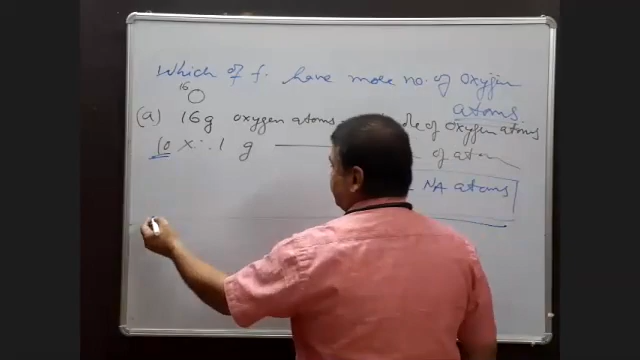 Which of f. have more no. of oxygen
atoms.
16
O
(a) 16g oxygen atoms of oxygen atoms
10 x .1 g of atom
NA atoms